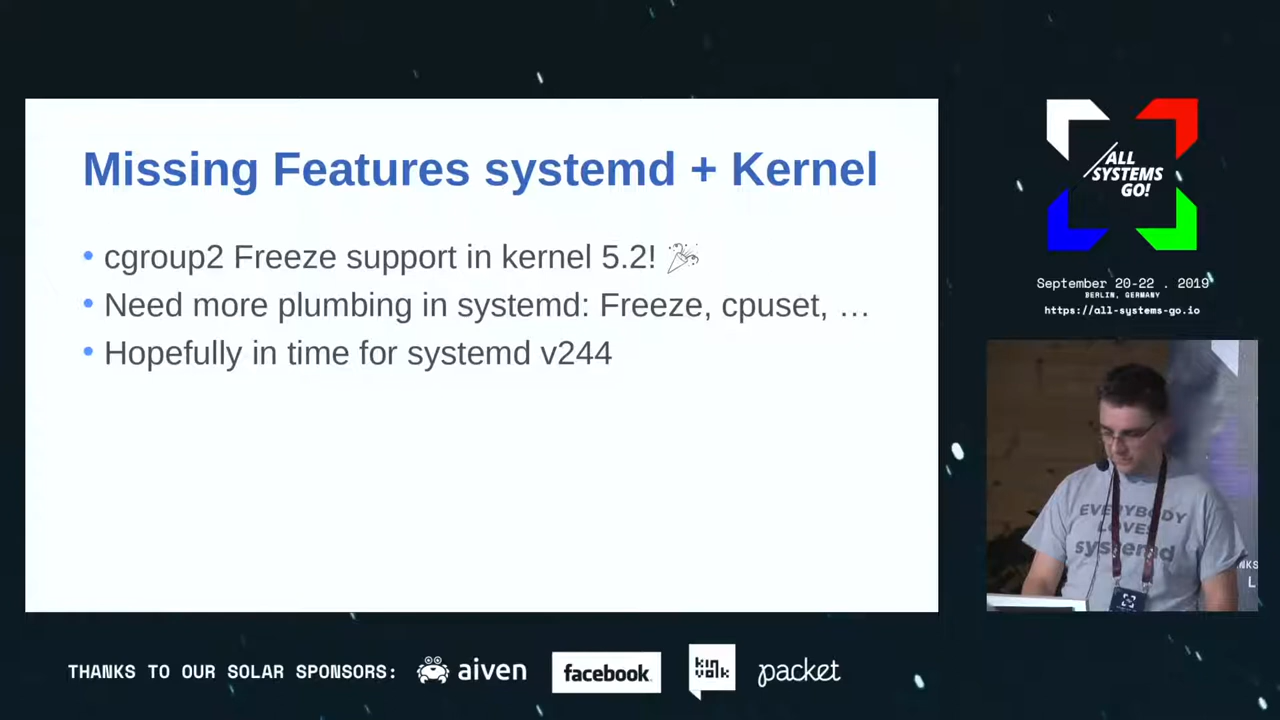 Missing Features systemd + Kernel
• cgroup2 Freeze support in kernel 5.2! 🎉
• Need more plumbing in systemd: Freeze, cpuset, …
• Hopefully in time for systemd v244
ALL
SYSTEMS
GO!
September 20-22 . 2019
BERLIN, GERMANY
https://all-systems-go.io
EVERYBODY
LOVES
systemd
THANKS TO OUR SOLAR SPONSORS: aiven facebook. kinvolk packet